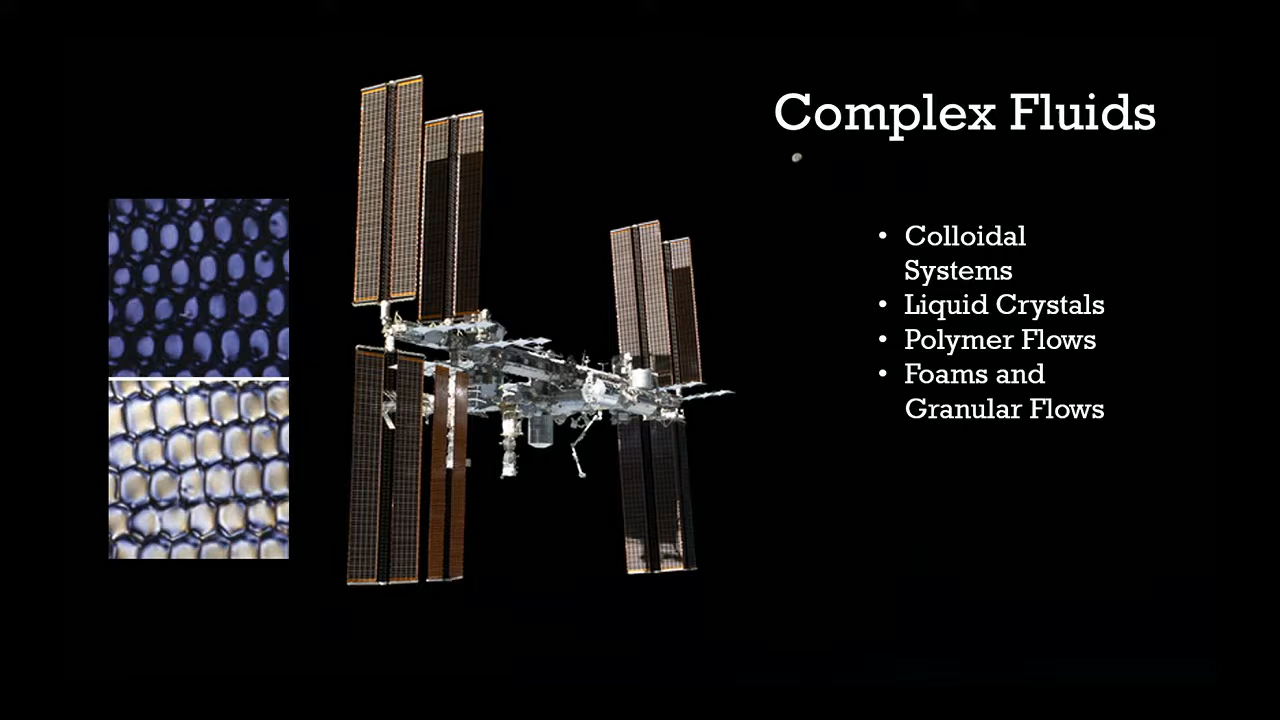 Complex Fluids
• Colloidal
Systems
• Liquid Crystals
• Polymer Flows
• Foams and
Granular Flows